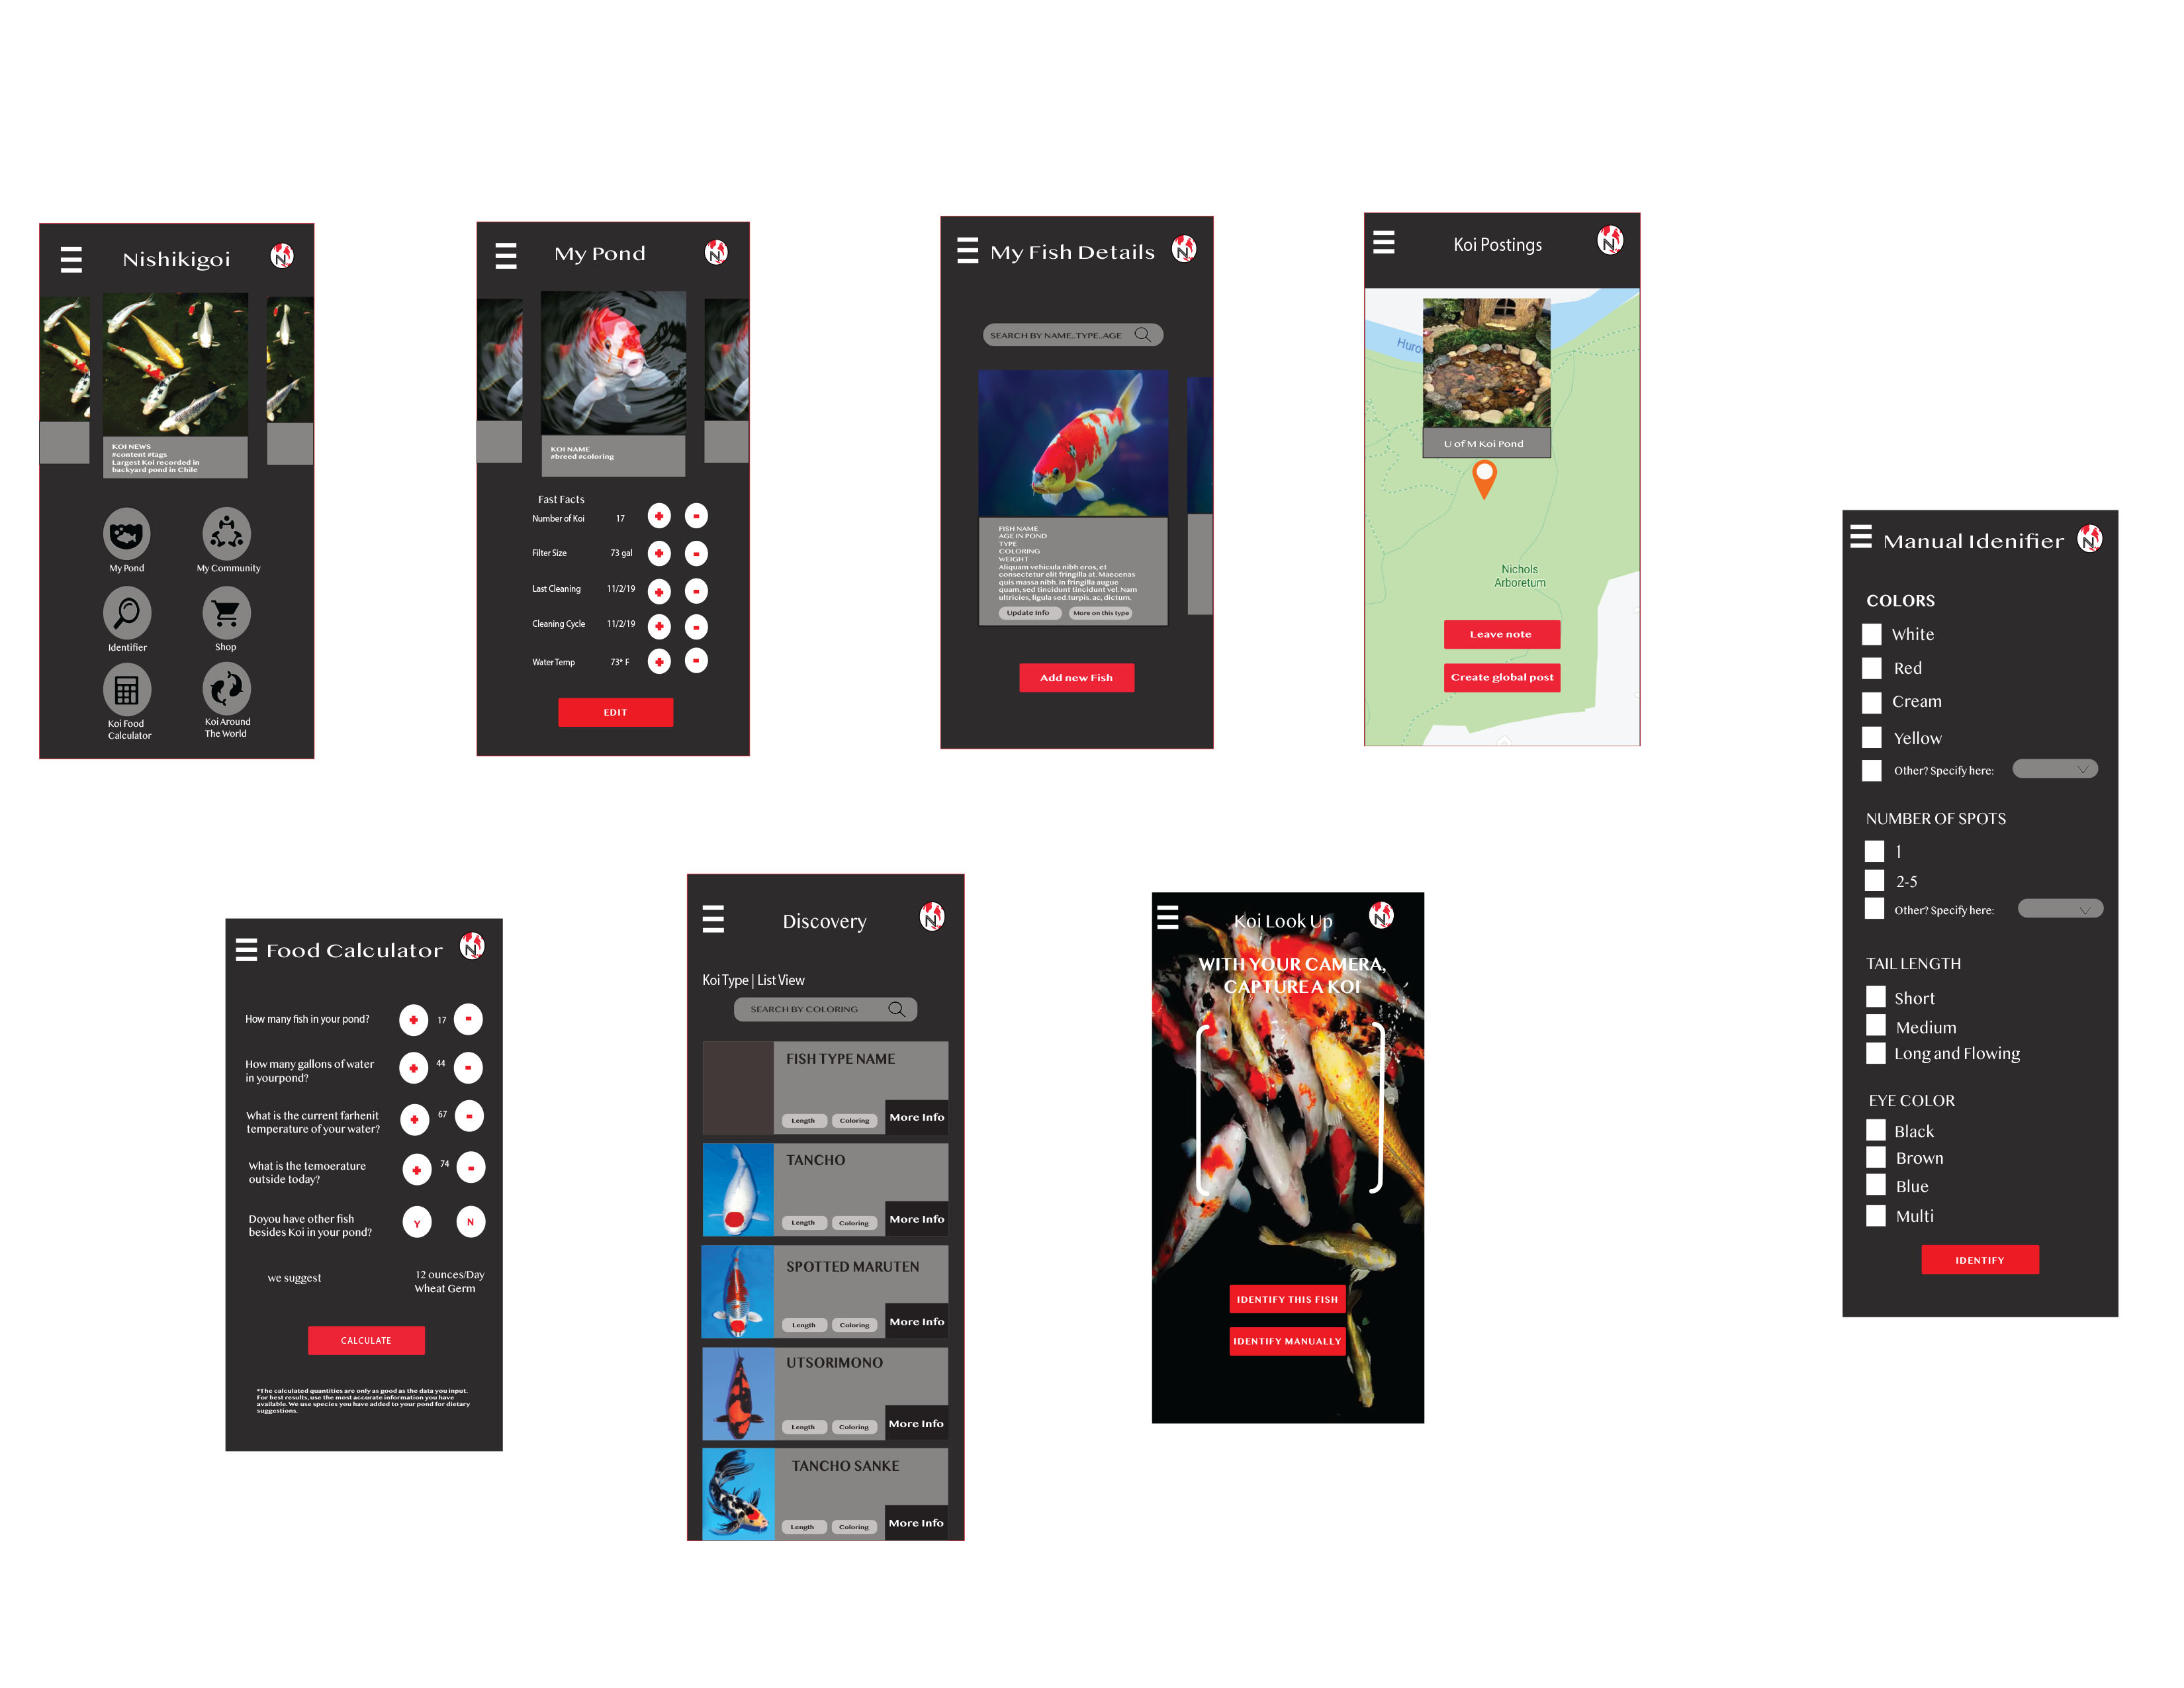 Nishikigoi
N
KOI NEWS
#content #tags
Largest Koi recorded in
backyard pond in Chile
My Pond
My Community
Identifier
Shop
Koi Food
Calculator
Koi Around
The World
My Pond
N
KOI NAME
#breed #coloring
Fast Facts
Number of Koi 17
Filter Size 73 gal
Last Cleaning 11/2/19
Cleaning Cycle 11/2/19
Water Temp 73* F
EDIT
My Fish Details
N
SEARCH BY NAME..TYPE..AGE
FISH NAME
AGE IN POND
TYPE
COLORING
WEIGHT
Aliquam vehicula nibh eros, et
consectetur elit fringilla at. Maecenas
quis massa nibh. In fringilla augue
quam, sed tincidunt tincidunt vel. Nam
ultricies, ligula sed.turpis. ac, dictum.
Update Info
More on this type
Add new Fish
Koi Postings
N
Huro
U of M Koi Pond
Nichols
Arboretum
Leave note
Create global post
Manual Idenifier
N
COLORS
White
Red
Cream
Yellow
Other? Specify here:
NUMBER OF SPOTS
1
2-5
Other? Specify here:
TAIL LENGTH
Short
Medium
Long and Flowing
EYE COLOR
Black
Brown
Blue
Multi
IDENTIFY
Food Calculator
N
How many fish in your pond? 17
How many gallons of water 44
in yourpond?
What is the current farhenit 67
temperature of your water?
What is the temoerature 74
outside today?
Doyou have other fish
besides Koi in your pond?
Y N
we suggest
12 ounces/Day
Wheat Germ
CALCULATE
*The calculated quantities are only as good as the data you input.
For best results, use the most accurate information you have
available. We use species you have added to your pond for dietary
suggestions.
Discovery
N
Koi Type | List View
SEARCH BY COLORING
FISH TYPE NAME
Length Coloring More Info
TANCHO
Length Coloring More Info
SPOTTED MARUTEN
Length Coloring More Info
UTSORIMONO
Length Coloring More Info
TANCHO SANKE
Length Coloring More Info
Koi Look Up
N
WITH YOUR CAMERA,
CAPTURE A KOI
IDENTIFY THIS FISH
IDENTIFY MANUALLY